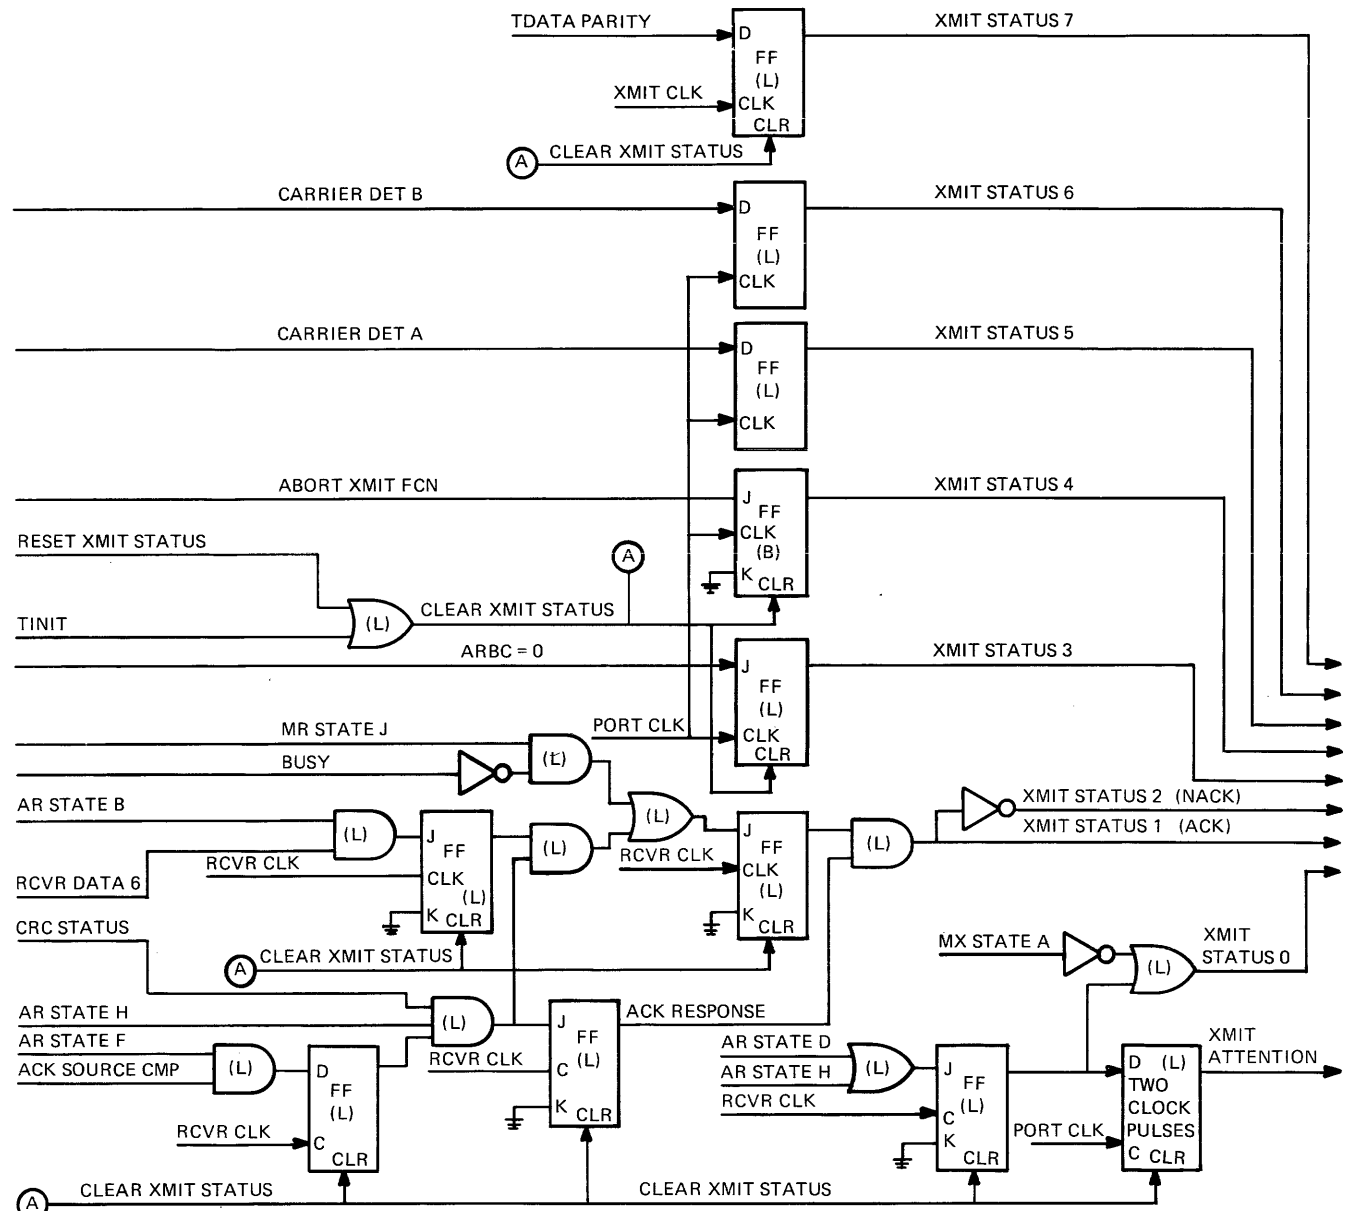 TDATA PARITY
XMIT STATUS 7
D
FF
(L)
XMIT CLK
CLK
CLR
A
CLEAR XMIT STATUS
CARRIER DET B
XMIT STATUS 6
D
FF
(L)
CLK
CARRIER DET A
XMIT STATUS 5
D
FF
(L)
CLK
ABORT XMIT FCN
XMIT STATUS 4
J
FF
CLK
(B)
K
CLR
RESET XMIT STATUS
A
TINIT
(L)
CLEAR XMIT STATUS
ARBC = 0
XMIT STATUS 3
J
FF
(L)
CLK
CLR
PORT CLK
MR STATE J
(L)
BUSY
AR STATE B
(L)
RCVR DATA 6
RCVR CLK
J
FF
CLK
(L)
K
CLR
(L)
(L)
RCVR CLK
J
FF
CLK
(L)
K
CLR
(L)
XMIT STATUS 2 (NACK)
XMIT STATUS 1 (ACK)
CRC STATUS
A
CLEAR XMIT STATUS
MX STATE A
(L)
XMIT
STATUS 0
AR STATE H
(L)
AR STATE F
ACK SOURCE CMP
(L)
D
FF
(L)
C
CLR
RCVR CLK
RCVR CLK
J
FF
(L)
C
K
CLR
ACK RESPONSE
AR STATE D
AR STATE H
(L)
RCVR CLK
J
FF
(L)
C
K
CLR
PORT CLK
D (L)
TWO
CLOCK
PULSES
C CLR
XMIT
ATTENTION
A
CLEAR XMIT STATUS
CLEAR XMIT STATUS